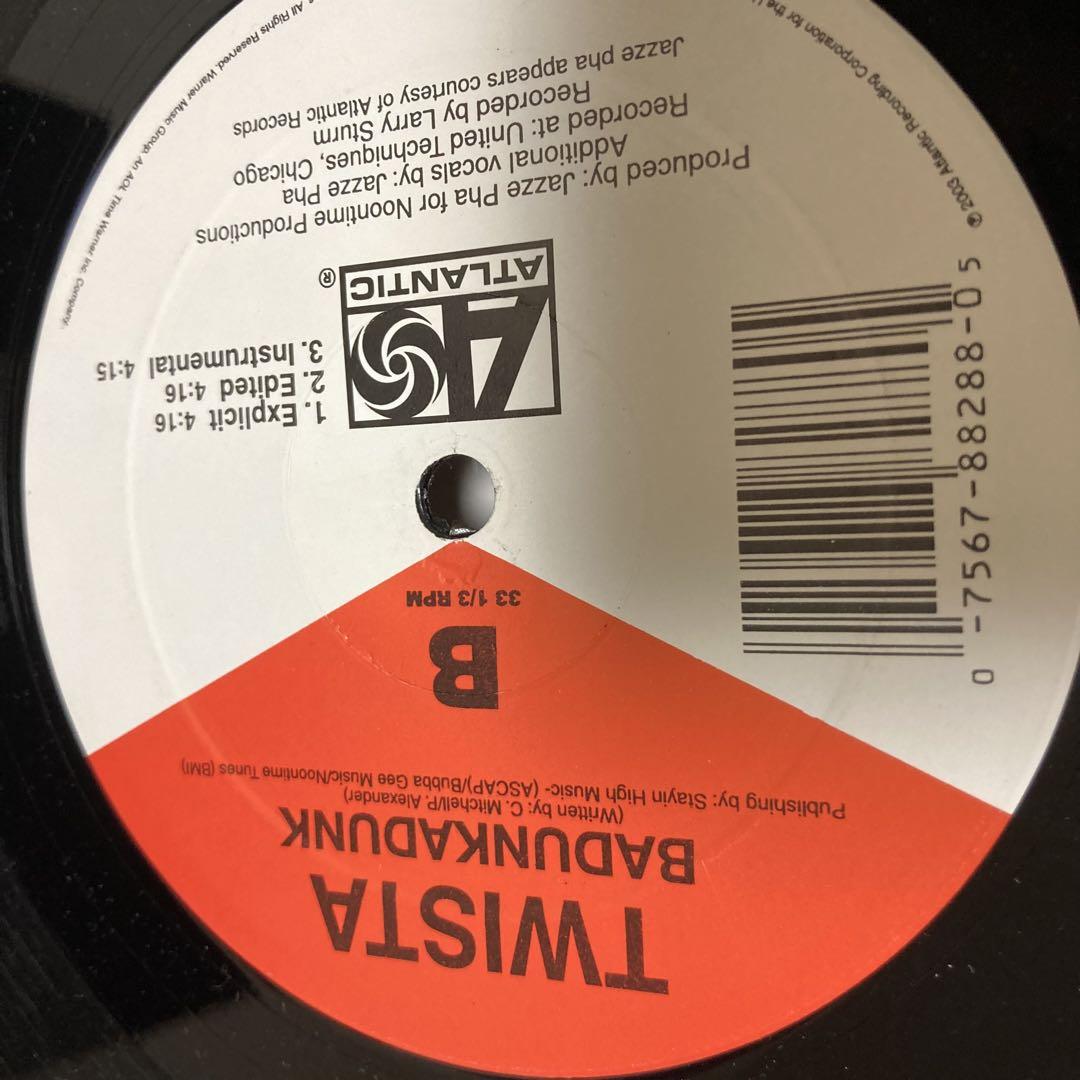 TWISTA
BADUNKADUNK
(Written by: C. Mitchell/P. Alexander)
Publishing by: Stayin High Music- (ASCAP)/Bubba Gee Music/Noontime Tunes (BMI)
B
33 1/3 RPM
1. Explicit 4:16
2. Edited 4:16
3. Instrumental 4:15
ATLANTIC
®
Produced by: Jazze Pha for Noontime Productions
Additional vocals by: Jazze Pha
Recorded at: United Techniques, Chicago
Recorded by Larry Sturm
Jazze pha appears courtesy of Atlantic Records
0 -7567-88288-0 5
℗ 2003 Atlantic Recording Corporation for the
All Rights Reserved. Warner Music Group, An AOL Time Warner Inc. Company.